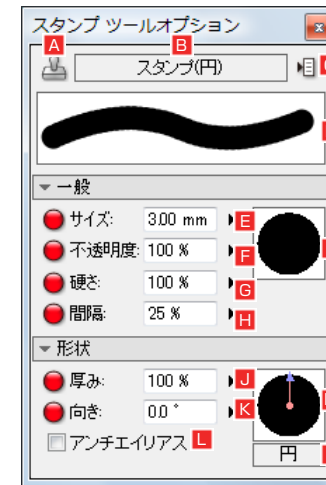 スタンプ ツールオプション x
A B
スタンプ(円)
一般
サイズ: 3.00 mm E
不透明度: 100 % F
硬さ: 100 % G
間隔: 25 % H
形状
厚み: 100 % J
向き: 0.0 ° K
アンチエイリアス L
円